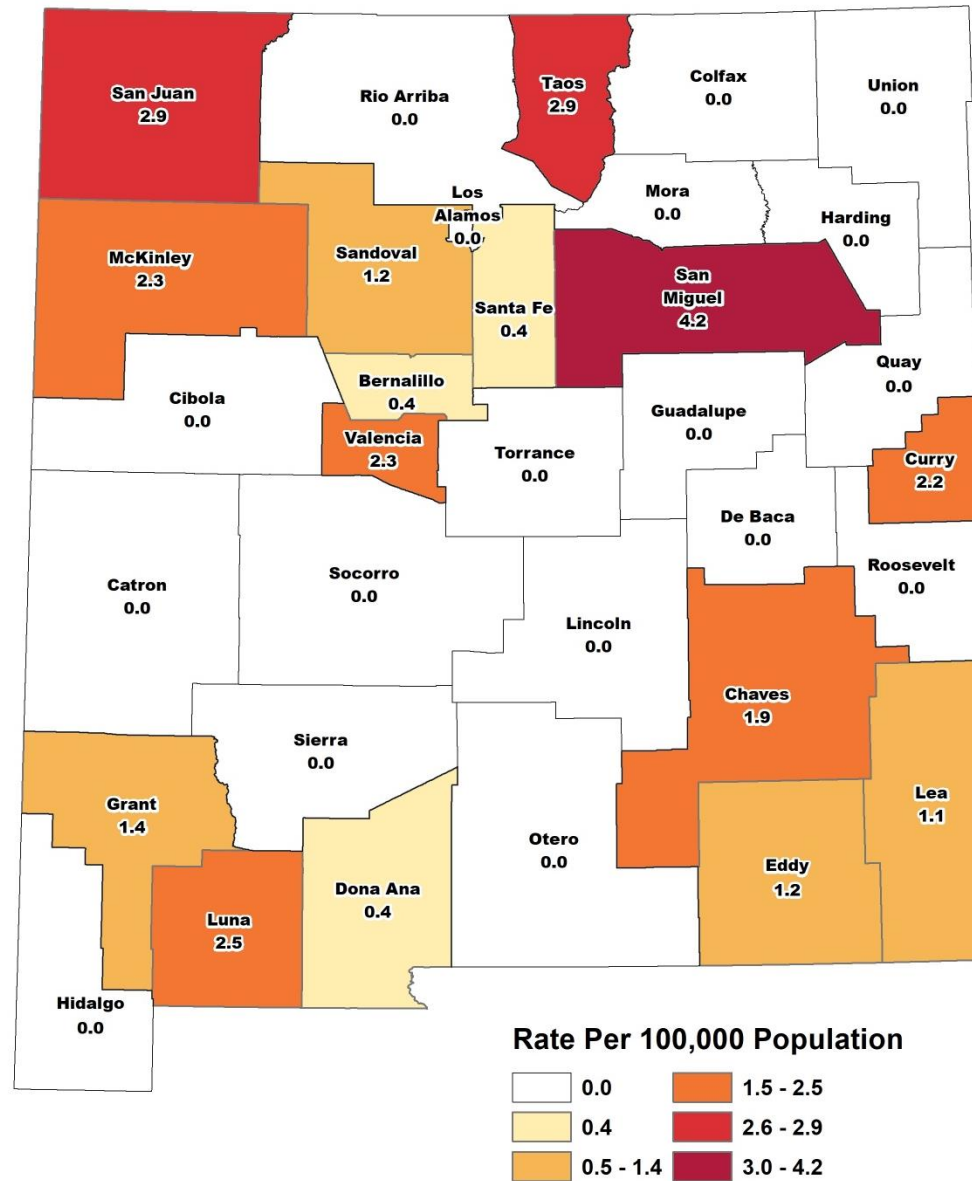 San Juan
2.9
Rio Arriba
0.0
Taos
2.9
Colfax
0.0
Union
0.0
Los
Alamos
0.0
Mora
0.0
Harding
0.0
McKinley
2.3
Sandoval
1.2
Santa Fe
0.4
San
Miguel
4.2
Quay
0.0
Cibola
0.0
Bernalillo
0.4
Guadalupe
0.0
Valencia
2.3
Torrance
0.0
Curry
2.2
De Baca
0.0
Roosevelt
0.0
Catron
0.0
Socorro
0.0
Lincoln
0.0
Chaves
1.9
Sierra
0.0
Grant
1.4
Otero
0.0
Lea
1.1
Eddy
1.2
Dona Ana
0.4
Luna
2.5
Hidalgo
0.0
Rate Per 100,000 Population
0.0
1.5 - 2.5
0.4
2.6 - 2.9
0.5 - 1.4
3.0 - 4.2